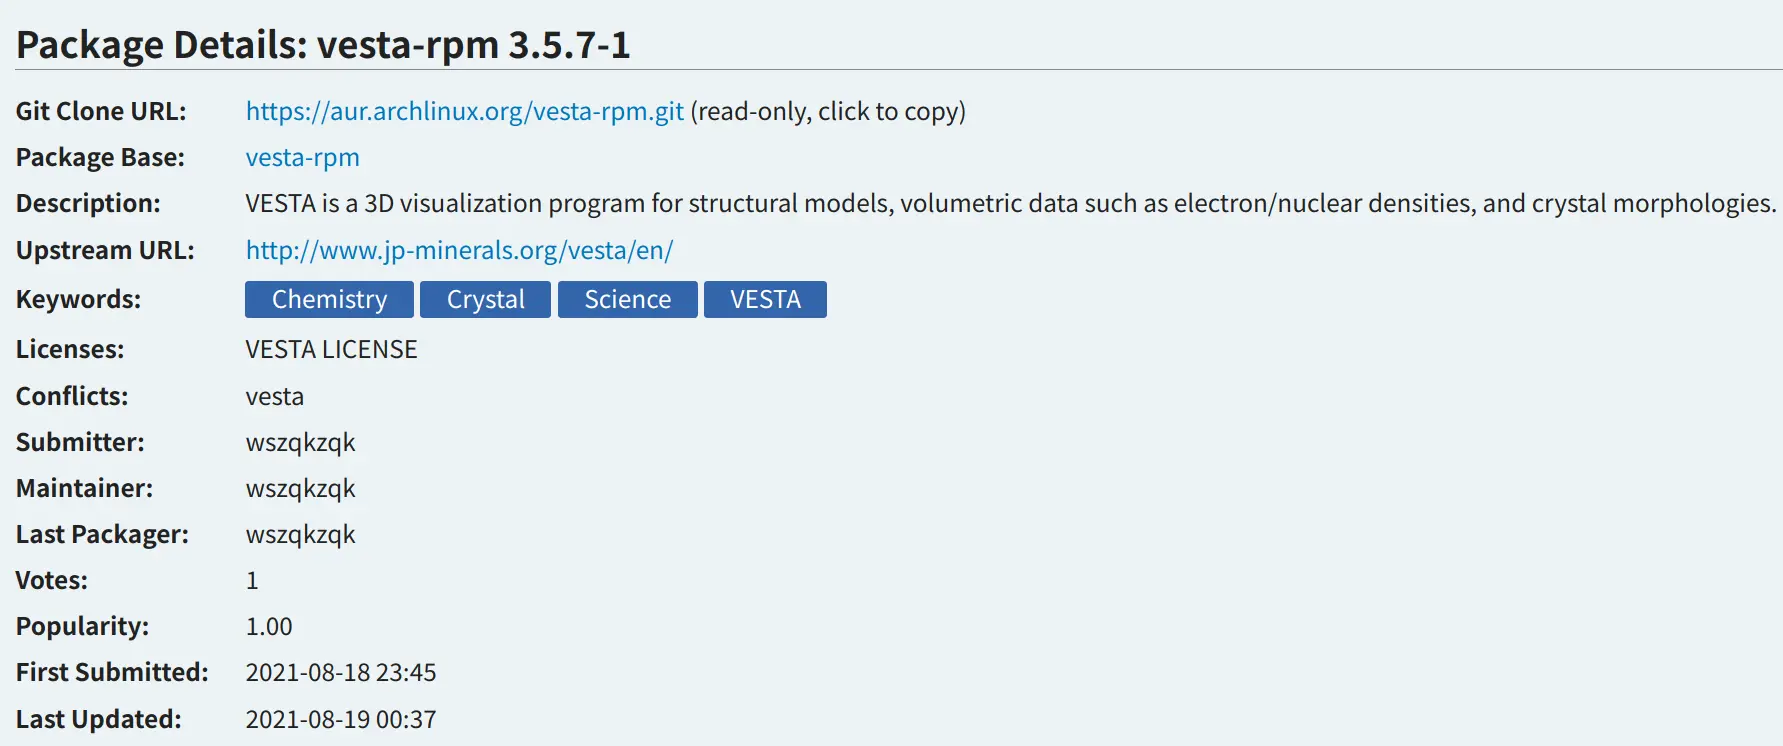 Package Details: vesta-rpm 3.5.7-1
Git Clone URL: https://aur.archlinux.org/vesta-rpm.git (read-only, click to copy)
Package Base: vesta-rpm
Description: VESTA is a 3D visualization program for structural models, volumetric data such as electron/nuclear densities, and crystal morphologies.
Upstream URL: http://www.jp-minerals.org/vesta/en/
Keywords: Chemistry Crystal Science VESTA
Licenses: VESTA LICENSE
Conflicts: vesta
Submitter: wszqkzqk
Maintainer: wszqkzqk
Last Packager: wszqkzqk
Votes: 1
Popularity: 1.00
First Submitted: 2021-08-18 23:45
Last Updated: 2021-08-19 00:37